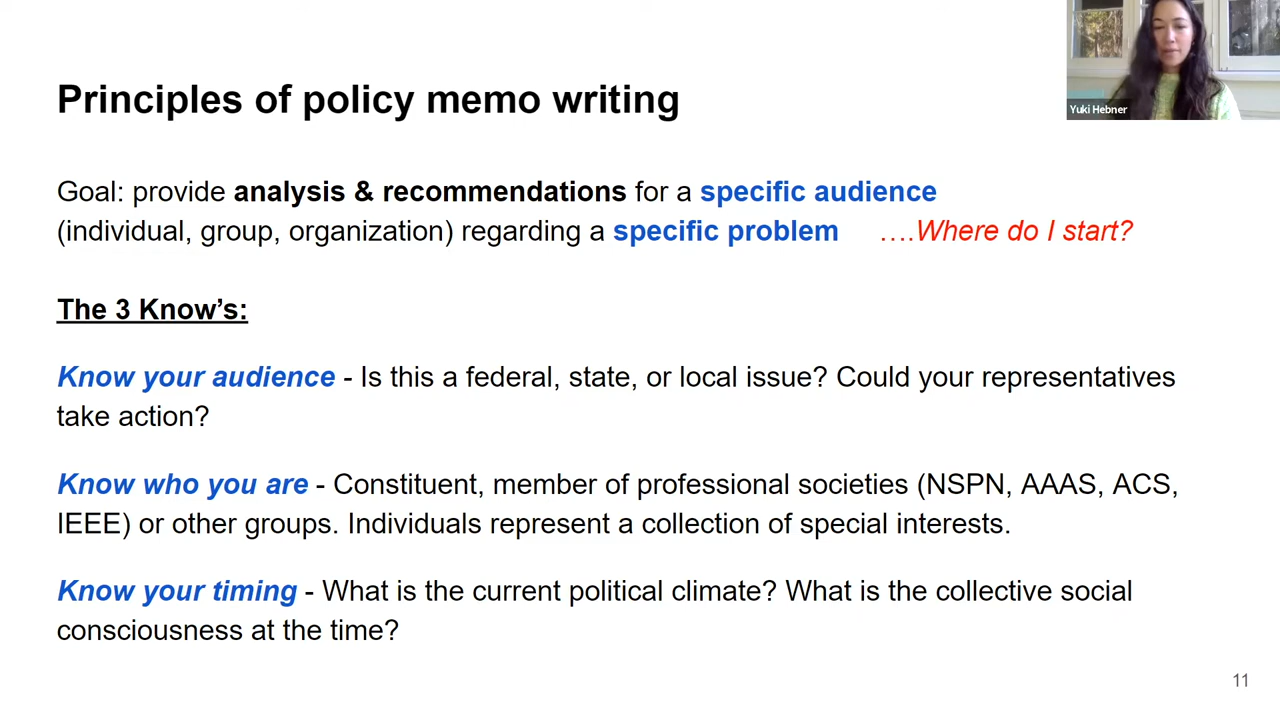 Yuki Hebner
Principles of policy memo writing
Goal: provide analysis & recommendations for a specific audience
(individual, group, organization) regarding a specific problem ....Where do I start?
The 3 Know’s:
Know your audience - Is this a federal, state, or local issue? Could your representatives
take action?
Know who you are - Constituent, member of professional societies (NSPN, AAAS, ACS,
IEEE) or other groups. Individuals represent a collection of special interests.
Know your timing - What is the current political climate? What is the collective social
consciousness at the time?
11